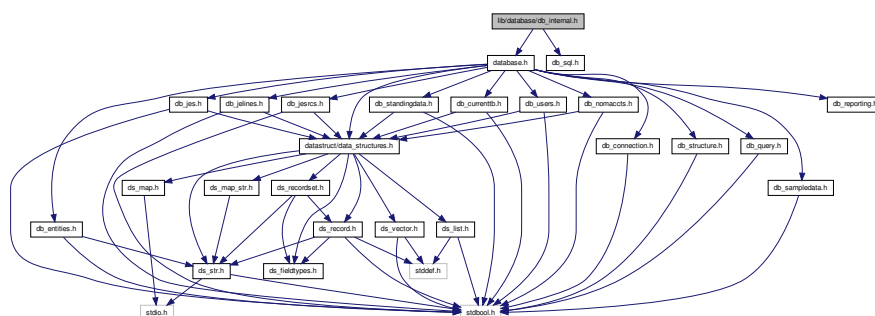 lib/database/db_internal.h
database.h
db_sql.h
db_jes.h
db_jelines.h
db_jesrcs.h
db_standingdata.h
db_currenttb.h
db_users.h
db_nomaccts.h
db_reporting.h
datastruct/data_structures.h
db_connection.h
db_structure.h
db_query.h
ds_map.h
ds_map_str.h
ds_recordset.h
db_sampledata.h
db_entities.h
ds_record.h
ds_vector.h
ds_list.h
ds_str.h
ds_fieldtypes.h
stddef.h
stdio.h
stdbool.h